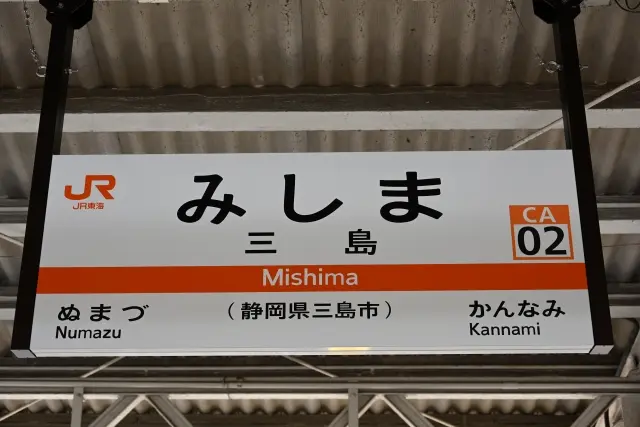 JR
JR東海
みしま
三島
CA
02
Mishima
ぬまづ
Numazu
（静岡県三島市）
かんなみ
Kannami